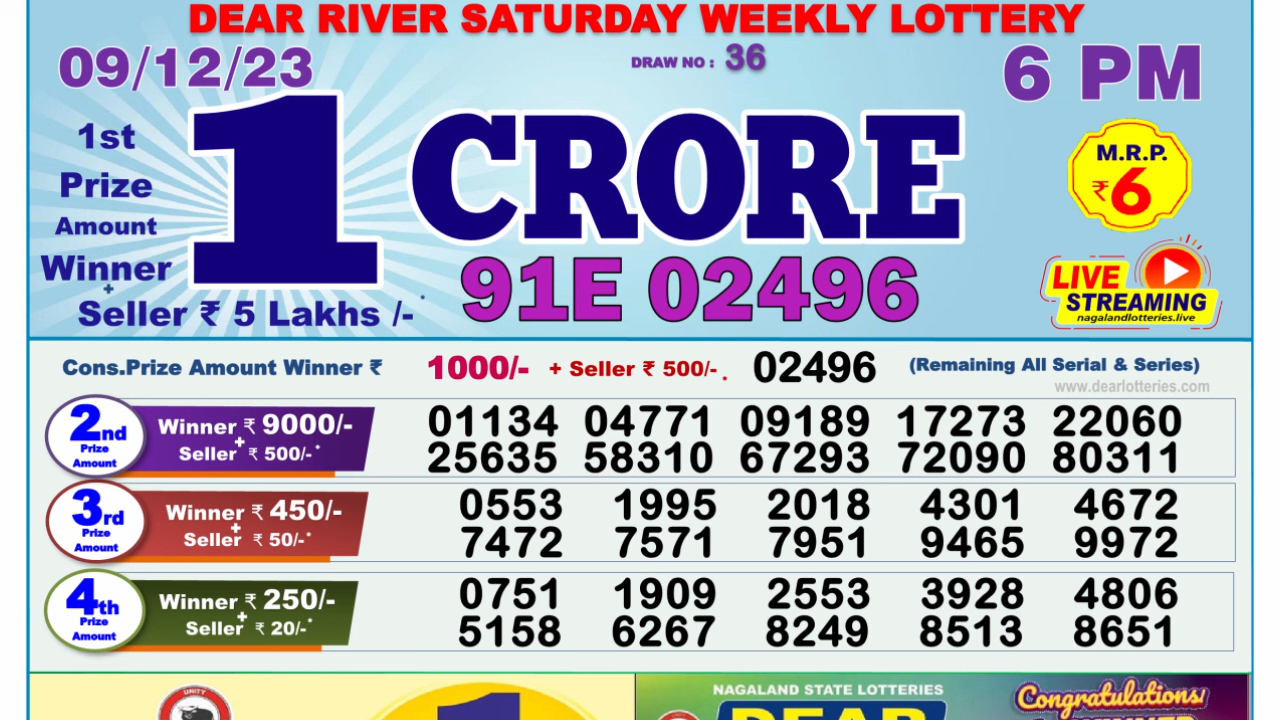 DEAR RIVER SATURDAY WEEKLY LOTTERY
09/12/23
DRAW NO : 36
6 PM
1st
Prize
Amount
Winner
+
Seller ₹ 5 Lakhs /- *
1 CRORE
91E 02496
M.R.P.
₹6
LIVE
STREAMING
nagalandlotteries.live
Cons.Prize Amount Winner ₹ 1000/- + Seller ₹ 500/- . 02496 (Remaining All Serial & Series)
www.dearlotteries.com
2nd
Prize
Amount
Winner ₹ 9000/-
+
Seller ₹ 500/-*
01134 04771 09189 17273 22060
25635 58310 67293 72090 80311
3rd
Prize
Amount
Winner ₹ 450/-
+
Seller ₹ 50/-*
0553 1995 2018 4301 4672
7472 7571 7951 9465 9972
4th
Prize
Amount
Winner ₹ 250/-
+
Seller ₹ 20/-*
0751 1909 2553 3928 4806
5158 6267 8249 8513 8651
UNITY
1
NAGALAND STATE LOTTERIES
DEAR
Congratulations!